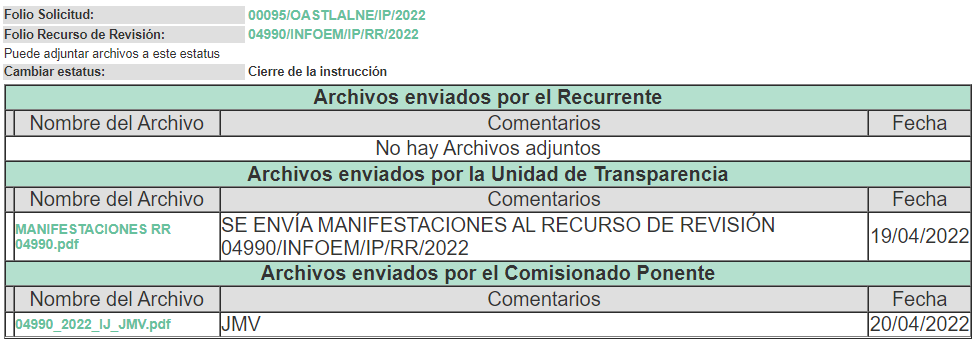 Folio Solicitud: 00095/OASTLALNE/IP/2022
Folio Recurso de Revisión: 04990/INFOEM/IP/RR/2022
Puede adjuntar archivos a este estatus
Cambiar estatus: Cierre de la instrucción
Archivos enviados por el Recurrente
Nombre del Archivo Comentarios Fecha
No hay Archivos adjuntos
Archivos enviados por la Unidad de Transparencia
Nombre del Archivo Comentarios Fecha
MANIFESTACIONES RR 04990.pdf SE ENVÍA MANIFESTACIONES AL RECURSO DE REVISIÓN 04990/INFOEM/IP/RR/2022 19/04/2022
Archivos enviados por el Comisionado Ponente
Nombre del Archivo Comentarios Fecha
04990_2022_IJ_JMV.pdf JMV 20/04/2022